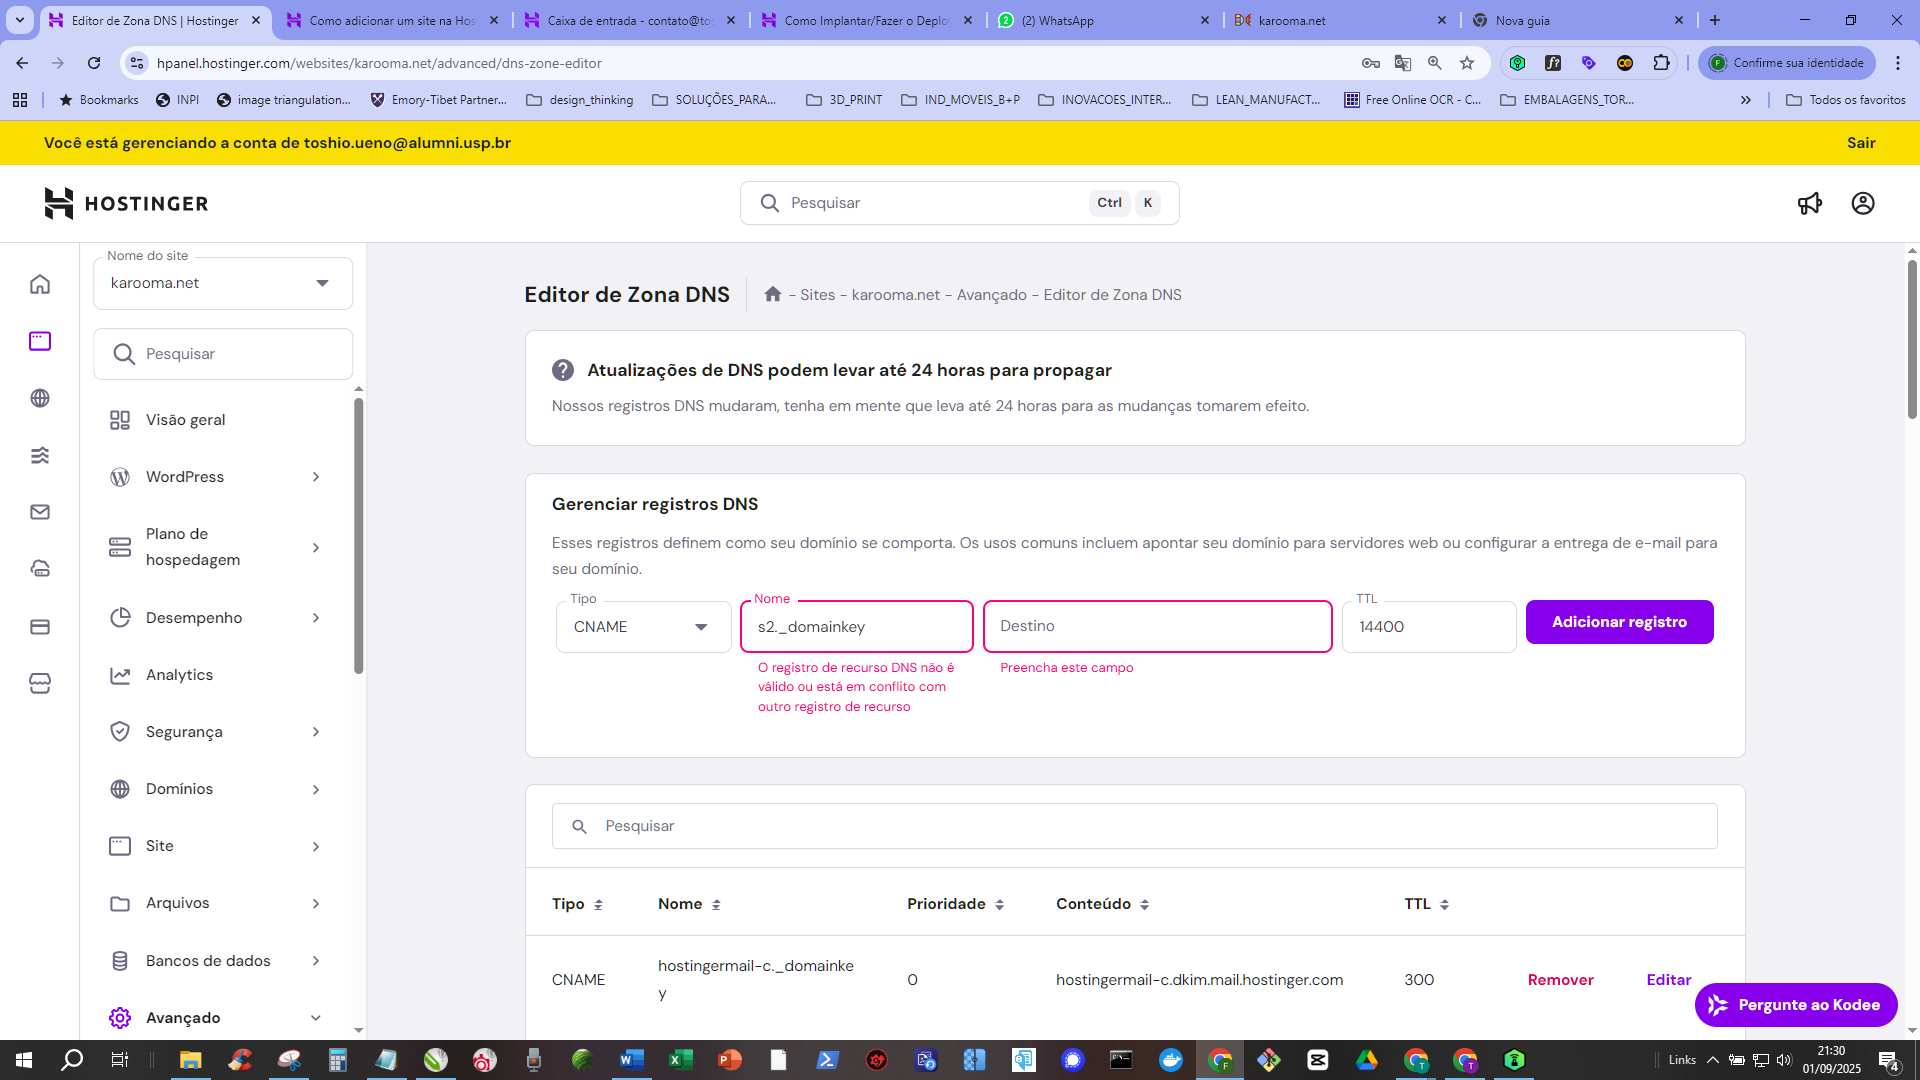 Editor de Zona DNS | Hostinger
Como adicionar um site na Hos
Caixa de entrada - contato@to
Como Implantar/Fazer o Deplo
(2) WhatsApp
karooma.net
Nova guia
hpanel.hostinger.com/websites/karooma.net/advanced/dns-zone-editor
Confirme sua identidade
Bookmarks
INPI
image triangulation...
Emory-Tibet Partner...
design_thinking
SOLUÇÕES_PARA...
3D_PRINT
IND_MOVEIS_B+P
INOVACOES_INTER...
LEAN_MANUFACT...
Free Online OCR - C...
EMBALAGENS_TOR...
Todos os favoritos
Você está gerenciando a conta de toshio.ueno@alumni.usp.br
Sair
HOSTINGER
Pesquisar
Ctrl
K
Nome do site
karooma.net
Pesquisar
Visão geral
WordPress
Plano de
hospedagem
Desempenho
Analytics
Segurança
Domínios
Site
Arquivos
Bancos de dados
Avançado
Editor de Zona DNS
- Sites - karooma.net - Avançado - Editor de Zona DNS
Atualizações de DNS podem levar até 24 horas para propagar
Nossos registros DNS mudaram, tenha em mente que leva até 24 horas para as mudanças tomarem efeito.
Gerenciar registros DNS
Esses registros definem como seu domínio se comporta. Os usos comuns incluem apontar seu domínio para servidores web ou configurar a entrega de e-mail para
seu domínio.
Tipo
CNAME
Nome
s2._domainkey
O registro de recurso DNS não é
válido ou está em conflito com
outro registro de recurso
Destino
Preencha este campo
TTL
14400
Adicionar registro
Pesquisar
Tipo
Nome
Prioridade
Conteúdo
TTL
CNAME
hostingermail-c._domainke
y
0
hostingermail-c.dkim.mail.hostinger.com
300
Remover
Editar
Pergunte ao Kodee
Links
21:30
01/09/2025
4